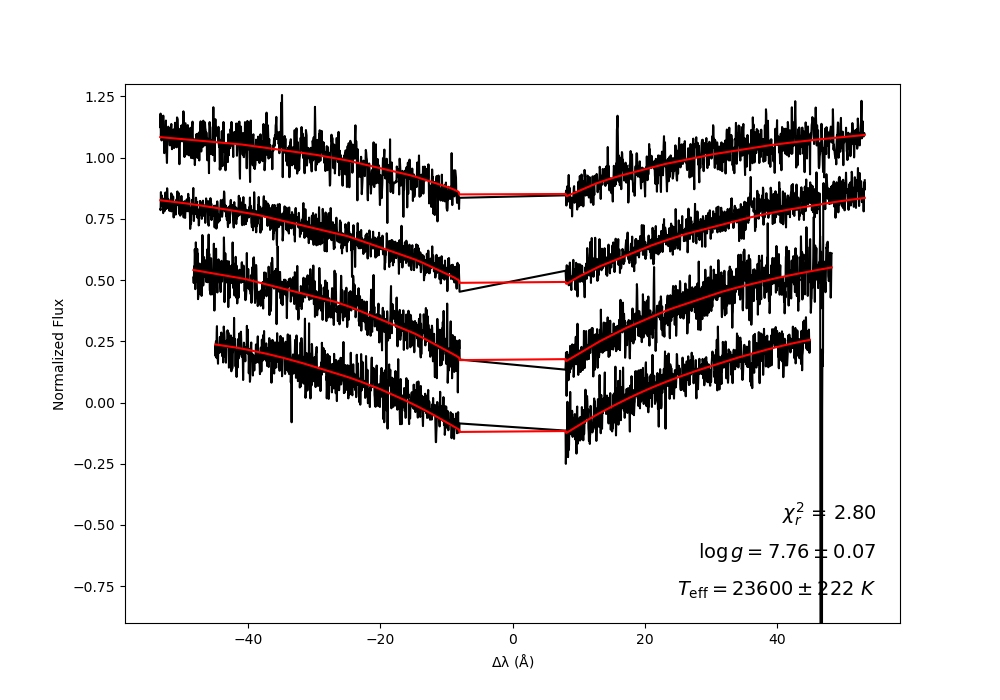 1.25
1.00
0.75
0.50
0.25
0.00
−0.25
−0.50
−0.75
Normalized Flux
χ²ᵣ = 2.80
log g = 7.76 ± 0.07
T_eff = 23600 ± 222 K
−40 −20 0 20 40
Δλ (Å)